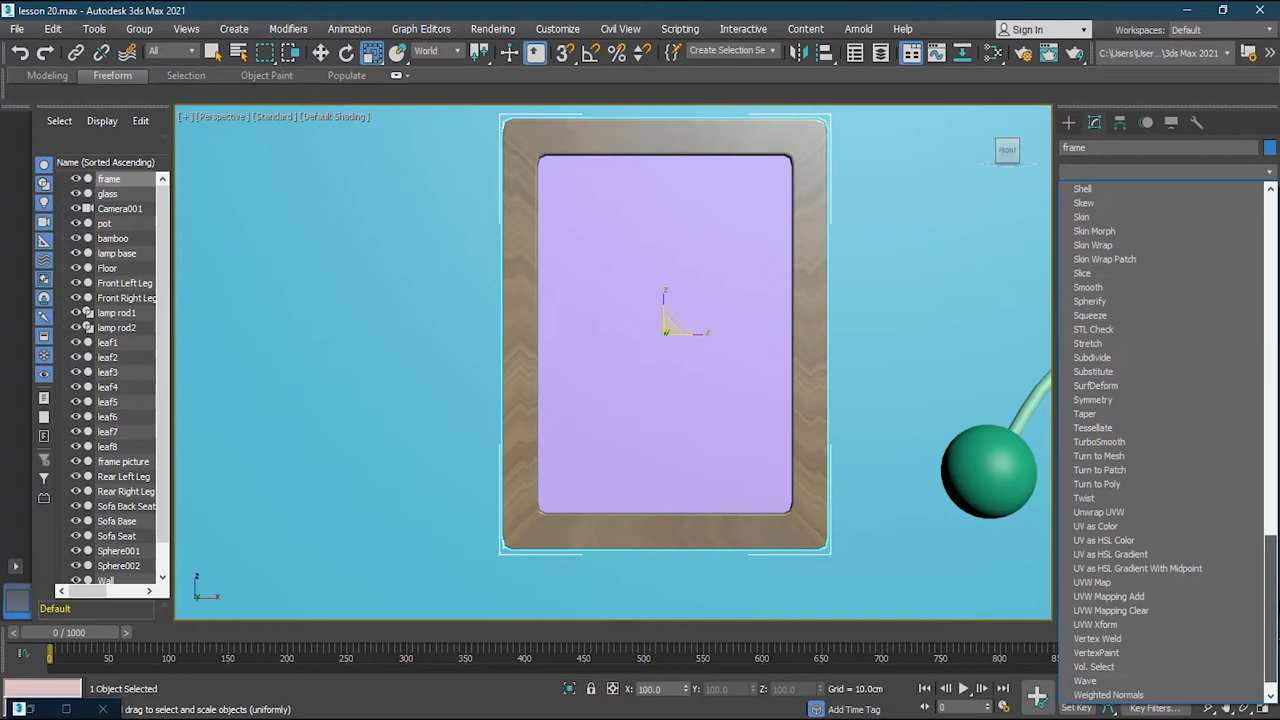 lesson 20.max - Autodesk 3ds Max 2021
File Edit Tools Group Views Create Modifiers Animation Graph Editors Rendering Customize Civil View Scripting Interactive Content Arnold Help Sign In Workspaces: Default
All World Create Selection Se C:\Users\User...\3ds Max 2021
Modeling Freeform Selection Object Paint Populate
Select Display Edit
[+] [Perspective] [Standard] [Default Shading]
Name (Sorted Ascending)
frame
glass
Camera001
pot
bamboo
lamp base
Floor
Front Left Leg
Front Right Leg
lamp rod1
lamp rod2
leaf1
leaf2
leaf3
leaf4
leaf5
leaf6
leaf7
leaf8
frame picture
Rear Left Leg
Rear Right Leg
Sofa Back Seat
Sofa Base
Sofa Seat
Sphere001
Sphere002
Wall
Default
FRONT
z
x
z
x
frame
Shell
Skew
Skin
Skin Morph
Skin Wrap
Skin Wrap Patch
Slice
Smooth
Spherify
Squeeze
STL Check
Stretch
Subdivide
Substitute
SurfDeform
Symmetry
Taper
Tessellate
TurboSmooth
Turn to Mesh
Turn to Patch
Turn to Poly
Twist
Unwrap UVW
UV as Color
UV as HSL Color
UV as HSL Gradient
UV as HSL Gradient With Midpoint
UVW Map
UVW Mapping Add
UVW Mapping Clear
UVW Xform
Vertex Weld
VertexPaint
Vol. Select
Wave
Weighted Normals
0 / 1000
0 50 100 150 200 250 300 350 400 450 500 550 600 650 700 750 800 850
1 Object Selected X: 100.0 Y: 100.0 Z: 100.0 Grid = 10.0cm
drag to select and scale objects (uniformly) Add Time Tag 0 Set Key Key Filters...